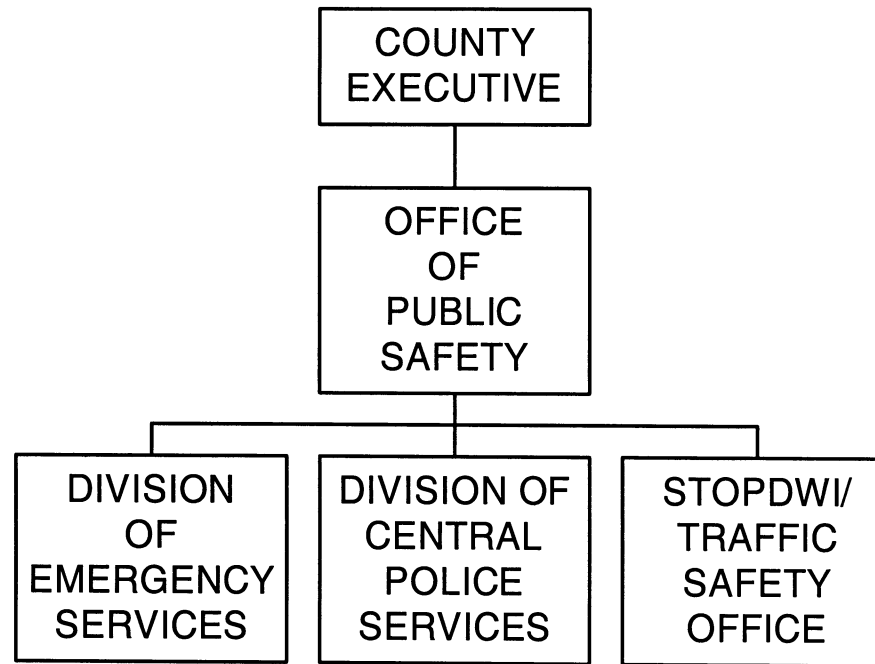 COUNTY
EXECUTIVE
OFFICE
OF
PUBLIC
SAFETY
DIVISION
OF
EMERGENCY
SERVICES
DIVISION OF
CENTRAL
POLICE
SERVICES
STOPDWI/
TRAFFIC
SAFETY
OFFICE